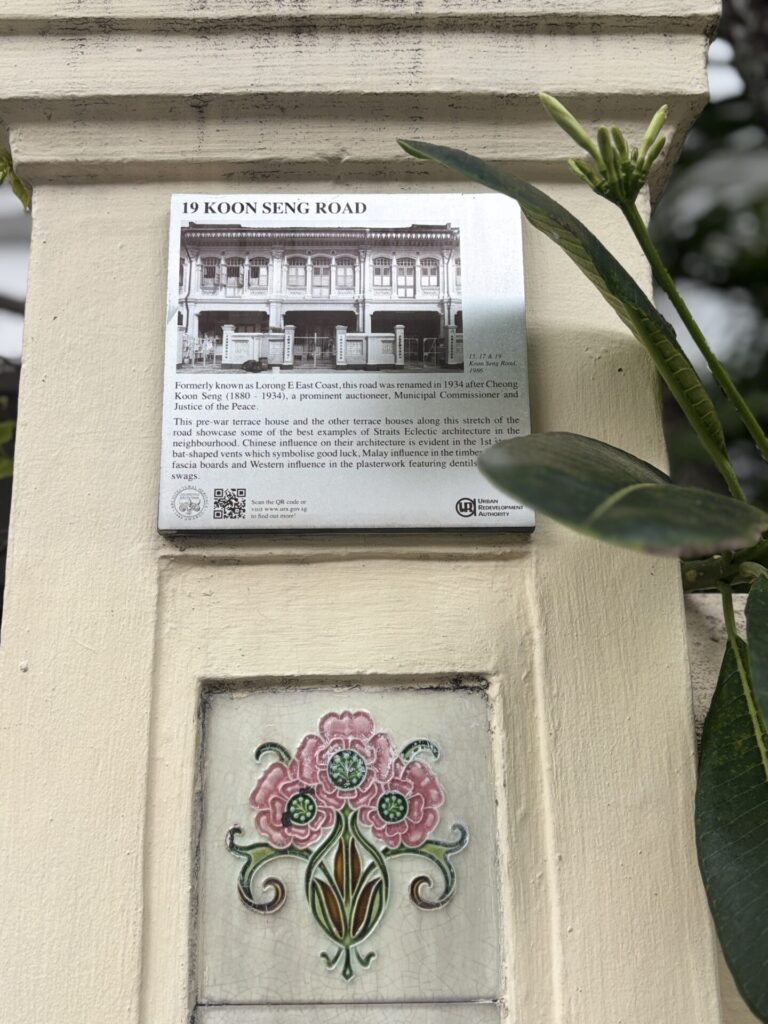 19 KOON SENG ROAD
15, 17 & 19
Koon Seng Road,
1986
Formerly known as Lorong E East Coast, this road was renamed in 1934 after Cheong
Koon Seng (1880 - 1934), a prominent auctioneer, Municipal Commissioner and
Justice of the Peace.
This pre-war terrace house and the other terrace houses along this stretch of the
road showcase some of the best examples of Straits Eclectic architecture in the
neighbourhood. Chinese influence on their architecture is evident in the 1st
bat-shaped vents which symbolise good luck, Malay influence in the timber
fascia boards and Western influence in the plasterwork featuring dentils
swags.
Scan the QR code or
visit www.ura.gov.sg
to find out more!
URBAN
REDEVELOPMENT
AUTHORITY